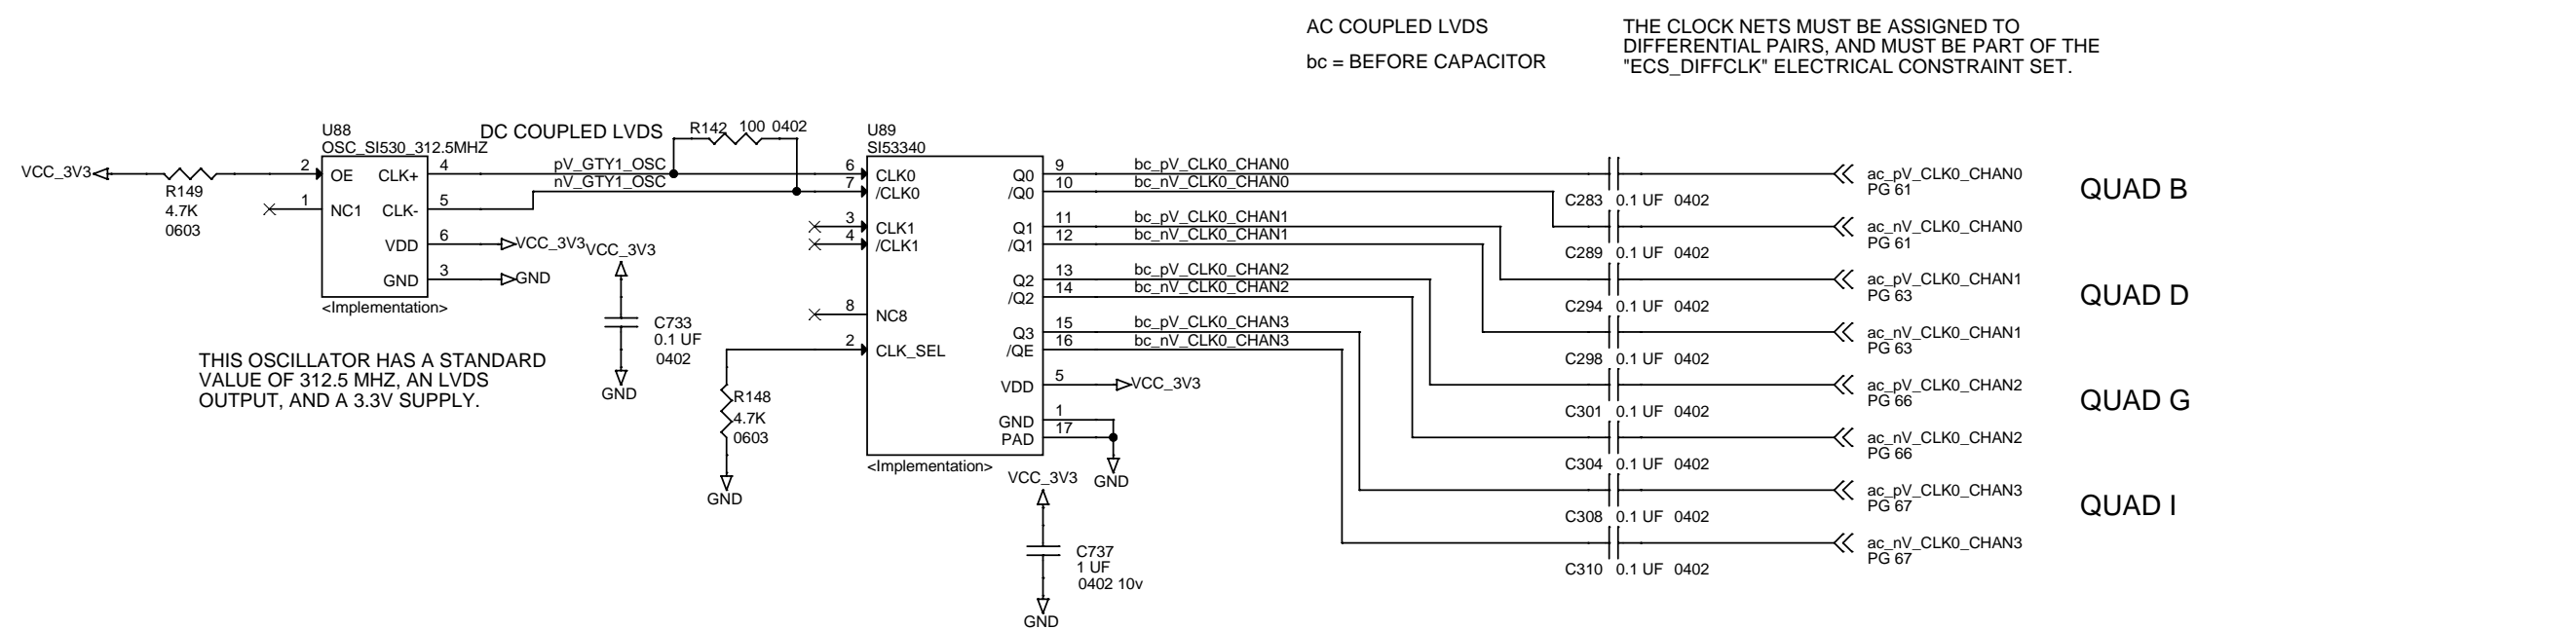 AC COUPLED LVDS
bc = BEFORE CAPACITOR
THE CLOCK NETS MUST BE ASSIGNED TO
DIFFERENTIAL PAIRS, AND MUST BE PART OF THE
"ECS_DIFFCLK" ELECTRICAL CONSTRAINT SET.
VCC_3V3
R149
4.7K
0603
U88
OSC_SI530_312.5MHZ
2 OE
1 NC1
CLK+ 4
CLK- 5
VDD 6
GND 3
<Implementation>
VCC_3V3
GND
DC COUPLED LVDS
pV_GTY1_OSC
nV_GTY1_OSC
R142 100 0402
THIS OSCILLATOR HAS A STANDARD
VALUE OF 312.5 MHZ, AN LVDS
OUTPUT, AND A 3.3V SUPPLY.
VCC_3V3
C733
0.1 UF
0402
GND
U89
SI53340
6 CLK0
7 /CLK0
3 CLK1
4 /CLK1
8 NC8
2 CLK_SEL
R148
4.7K
0603
GND
Q0 9
/Q0 10
Q1 11
/Q1 12
Q2 13
/Q2 14
Q3 15
/QE 16
VDD 5
GND 1
PAD 17
<Implementation>
VCC_3V3
GND
VCC_3V3
C737
1 UF
0402 10v
GND
bc_pV_CLK0_CHAN0
bc_nV_CLK0_CHAN0
bc_pV_CLK0_CHAN1
bc_nV_CLK0_CHAN1
bc_pV_CLK0_CHAN2
bc_nV_CLK0_CHAN2
bc_pV_CLK0_CHAN3
bc_nV_CLK0_CHAN3
C283 0.1 UF 0402
C289 0.1 UF 0402
C294 0.1 UF 0402
C298 0.1 UF 0402
C301 0.1 UF 0402
C304 0.1 UF 0402
C308 0.1 UF 0402
C310 0.1 UF 0402
ac_pV_CLK0_CHAN0
PG 61
ac_nV_CLK0_CHAN0
PG 61
ac_pV_CLK0_CHAN1
PG 63
ac_nV_CLK0_CHAN1
PG 63
ac_pV_CLK0_CHAN2
PG 66
ac_nV_CLK0_CHAN2
PG 66
ac_pV_CLK0_CHAN3
PG 67
ac_nV_CLK0_CHAN3
PG 67
QUAD B
QUAD D
QUAD G
QUAD I